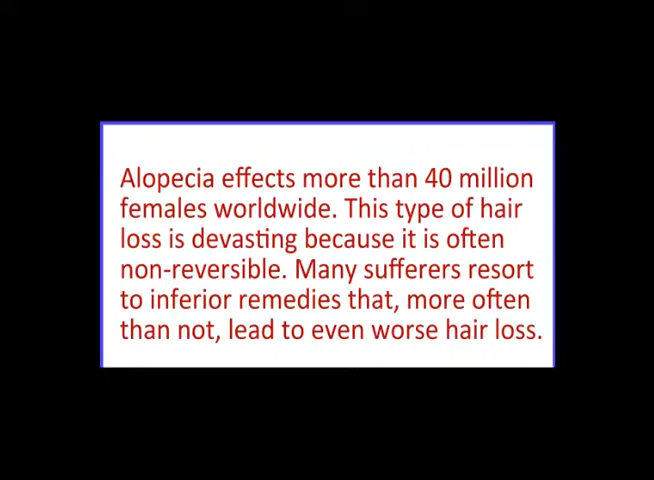 Alopecia effects more than 40 million
females worldwide. This type of hair
loss is devasting because it is often
non-reversible. Many sufferers resort
to inferior remedies that, more often
than not, lead to even worse hair loss.